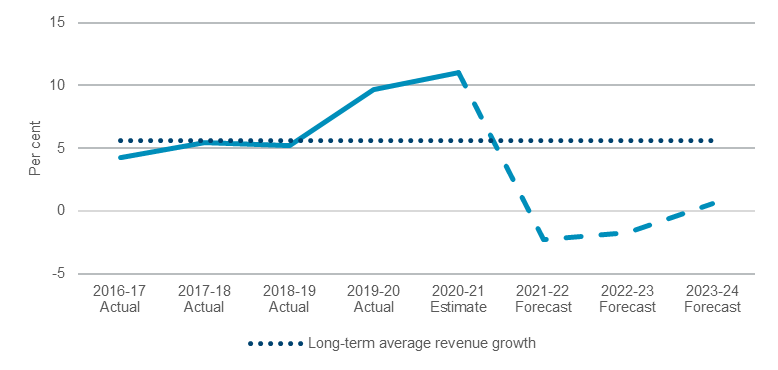 15
10
5
0
-5
Per cent
2016-17 2017-18 2018-19 2019-20 2020-21 2021-22 2022-23 2023-24
Actual Actual Actual Actual Estimate Forecast Forecast Forecast
Long-term average revenue growth